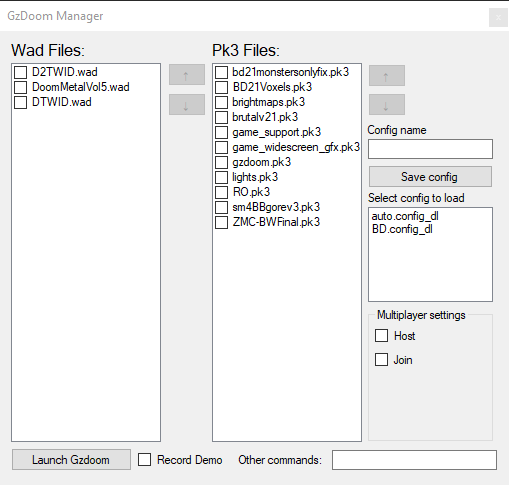 GzDoom Manager
x
Wad Files:
D2TWID.wad
DoomMetalVol5.wad
DTWID.wad
↑
↓
Pk3 Files:
bd21monstersonlyfix.pk3
BD21Voxels.pk3
brightmaps.pk3
brutalv21.pk3
game_support.pk3
game_widescreen_gfx.pk3
gzdoom.pk3
lights.pk3
RO.pk3
sm4BBgorev3.pk3
ZMC-BWFinal.pk3
↑
↓
Config name
Save config
Select config to load
auto.config_dl
BD.config_dl
Multiplayer settings
Host
Join
Launch Gzdoom
Record Demo
Other commands: